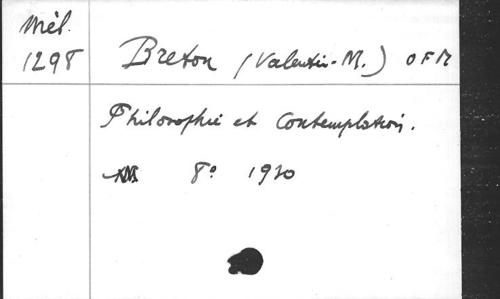 Mél.
1298
Breton (Valentin-M.) OFM
Philosophie et Contemplation.
8° 1920